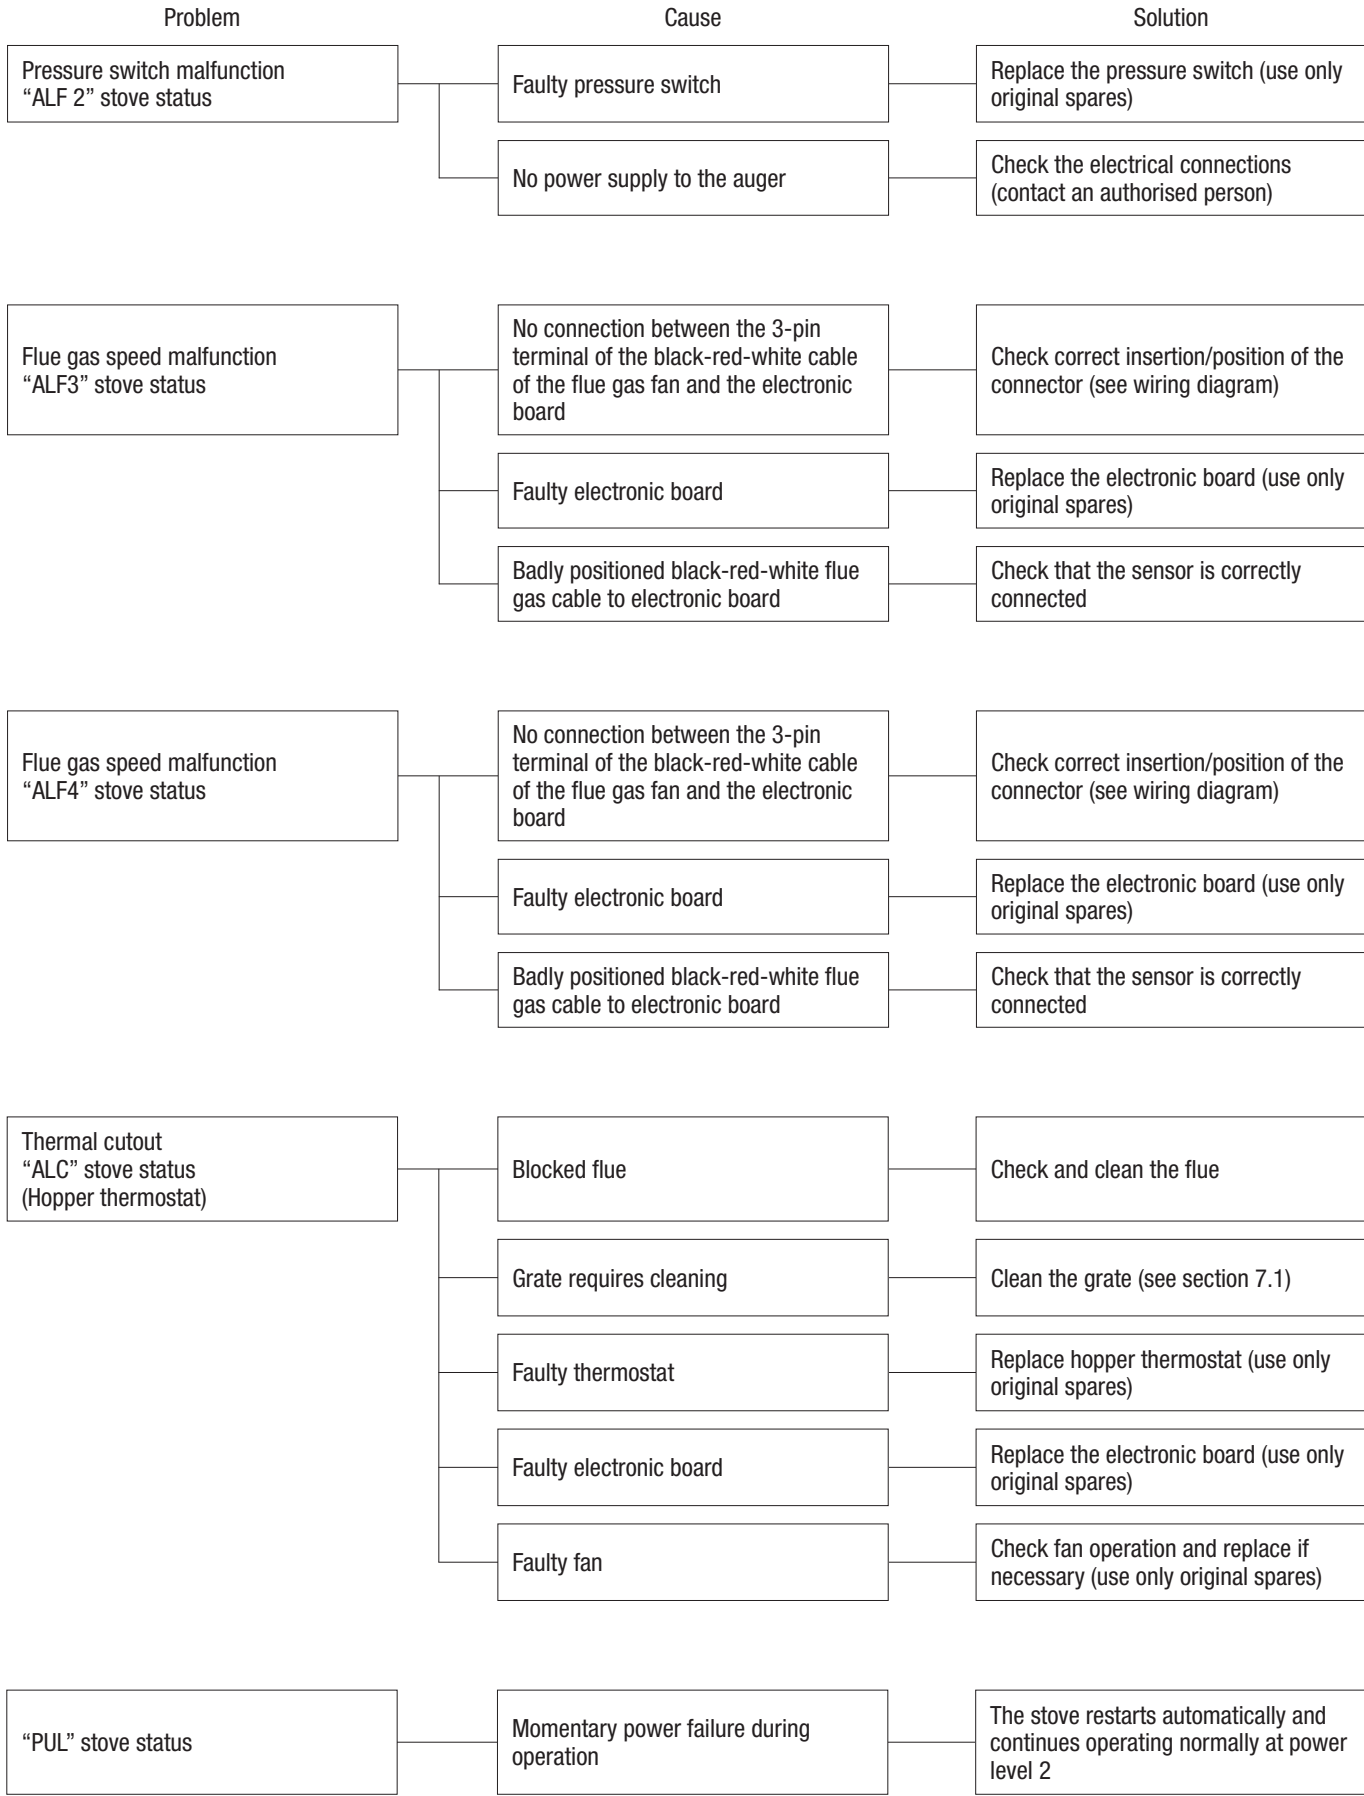 Problem
Cause
Solution
Pressure switch malfunction
“ALF 2” stove status
Faulty pressure switch
Replace the pressure switch (use only
original spares)
No power supply to the auger
Check the electrical connections
(contact an authorised person)
Flue gas speed malfunction
“ALF3” stove status
No connection between the 3-pin
terminal of the black-red-white cable
of the flue gas fan and the electronic
board
Check correct insertion/position of the
connector (see wiring diagram)
Faulty electronic board
Replace the electronic board (use only
original spares)
Badly positioned black-red-white flue
gas cable to electronic board
Check that the sensor is correctly
connected
Flue gas speed malfunction
“ALF4” stove status
No connection between the 3-pin
terminal of the black-red-white cable
of the flue gas fan and the electronic
board
Check correct insertion/position of the
connector (see wiring diagram)
Faulty electronic board
Replace the electronic board (use only
original spares)
Badly positioned black-red-white flue
gas cable to electronic board
Check that the sensor is correctly
connected
Thermal cutout
“ALC” stove status
(Hopper thermostat)
Blocked flue
Check and clean the flue
Grate requires cleaning
Clean the grate (see section 7.1)
Faulty thermostat
Replace hopper thermostat (use only
original spares)
Faulty electronic board
Replace the electronic board (use only
original spares)
Faulty fan
Check fan operation and replace if
necessary (use only original spares)
“PUL” stove status
Momentary power failure during
operation
The stove restarts automatically and
continues operating normally at power
level 2